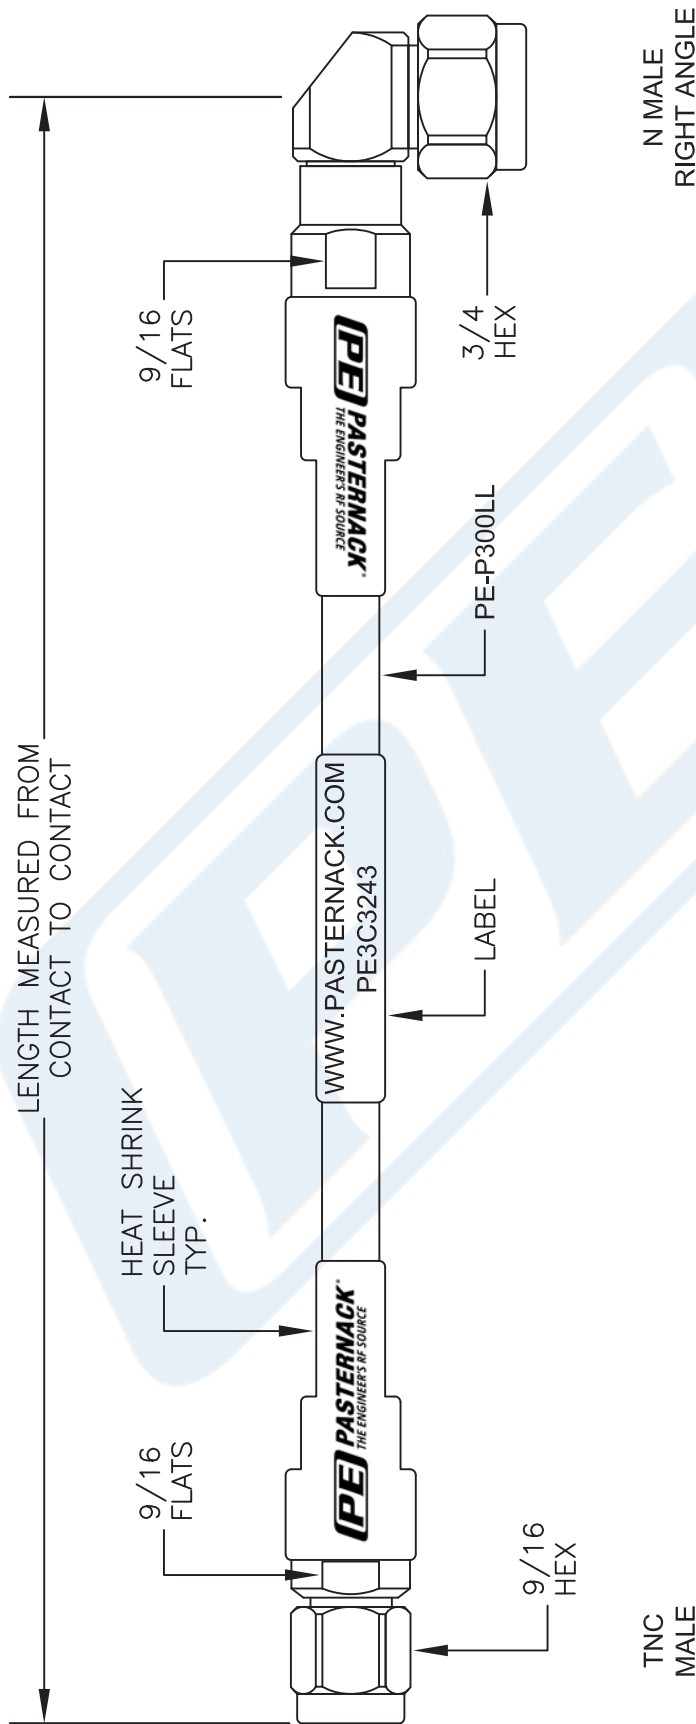 LENGTH MEASURED FROM
CONTACT TO CONTACT
HEAT SHRINK
SLEEVE
TYP.
9/16
FLATS
9/16
FLATS
PE PASTERNACK®
THE ENGINEER'S RF SOURCE
WWW.PASTERNACK.COM
PE3C3243
PE PASTERNACK®
THE ENGINEER'S RF SOURCE
9/16
HEX
LABEL
PE-P300LL
3/4
HEX
TNC
MALE
N MALE
RIGHT ANGLE
PE